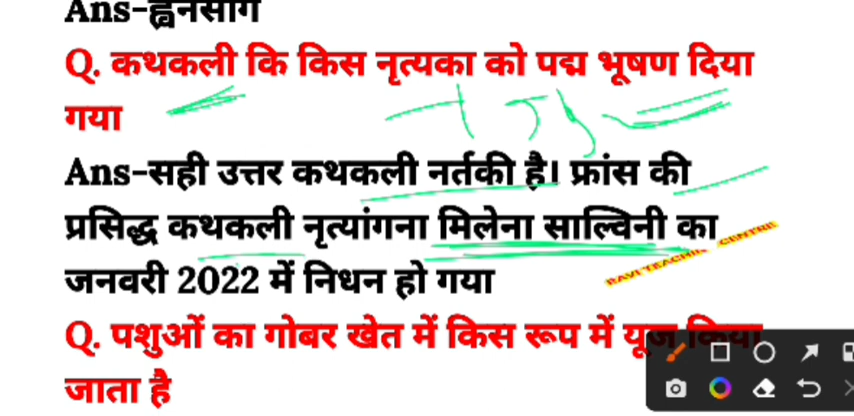 Ans-ह्वेनसांग
Q. कथकली कि किस नृत्यका को पद्म भूषण दिया
गया
Ans-सही उत्तर कथकली नर्तकी है। फ्रांस की
प्रसिद्ध कथकली नृत्यांगना मिलेना साल्विनी का
RAVI TEACHING CENTRE
जनवरी 2022 में निधन हो गया
Q. पशुओं का गोबर खेत में किस रूप में यूज किया
जाता है